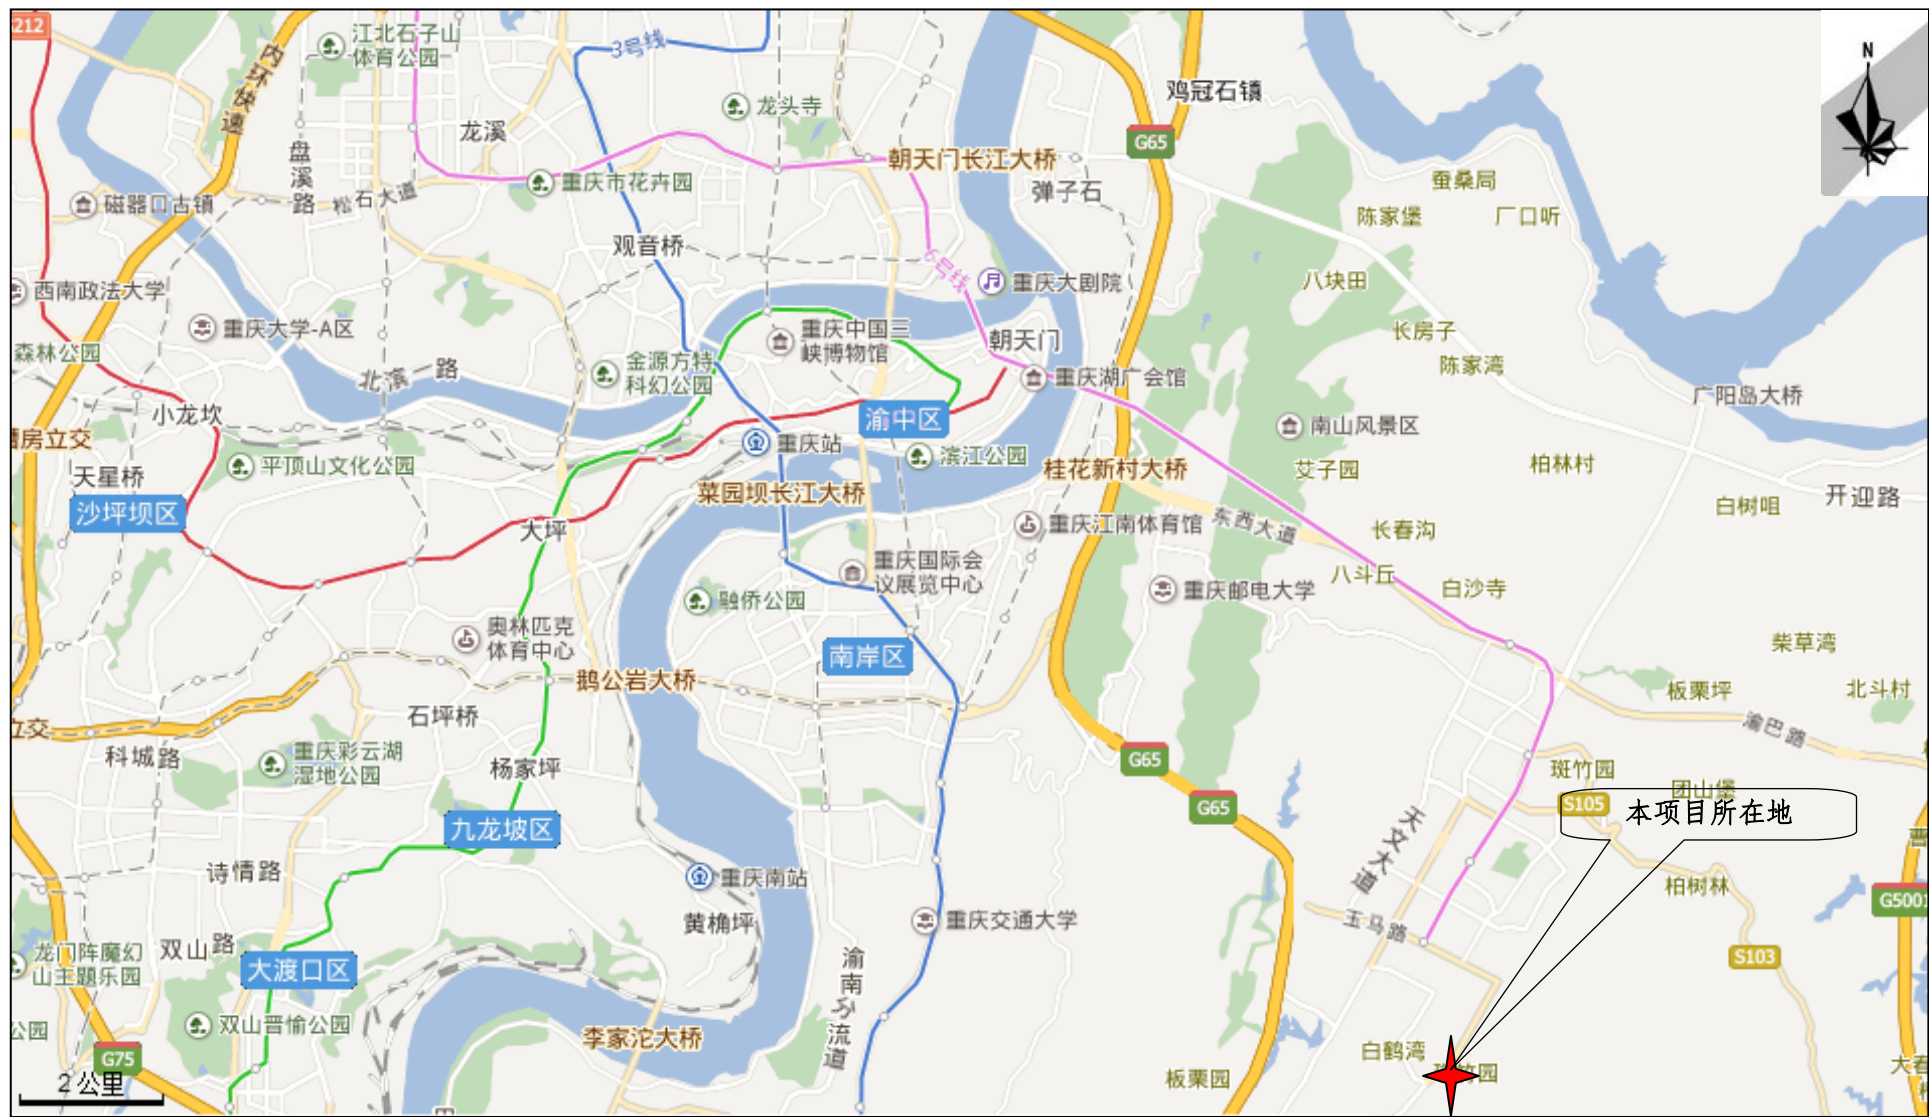 212
江北石子山
体育公园
内环快速
3号线
N
鸡冠石镇
龙头寺
龙溪
盘溪路
G65
朝天门长江大桥
重庆市花卉园
弹子石
松石大道
磁器口古镇
蚕桑局
陈家堡
厂口听
观音桥
6号线
重庆大剧院
八块田
西南政法大学
重庆大学-A区
重庆中国三
峡博物馆
朝天门
长房子
森林公园
金源方特
科幻公园
北滨一路
重庆湖广会馆
陈家湾
广阳岛大桥
小龙坎
渝中区
南山风景区
房立交
重庆站
滨江公园
桂花新村大桥
艾子园
柏林村
天星桥
平顶山文化公园
菜园坝长江大桥
开迎路
白树咀
沙坪坝区
大坪
重庆江南体育馆
东西大道
长春沟
重庆国际会
议展览中心
八斗丘
白沙寺
重庆邮电大学
融侨公园
奥林匹克
体育中心
南岸区
柴草湾
鹅公岩大桥
板栗坪
北斗村
石坪桥
渝巴路
立交
科城路
重庆彩云湖
湿地公园
杨家坪
G65
斑竹园
团山堡
G65
S105
本项目所在地
九龙坡区
天文大道
诗情路
重庆南站
柏树林
G5001
黄桷坪
重庆交通大学
玉马路
双山路
龙门阵魔幻
山主题乐园
大渡口区
渝南分流道
S103
双山晋愉公园
公园
李家沱大桥
G75
白鹤湾
竹园
板栗园
2 公里